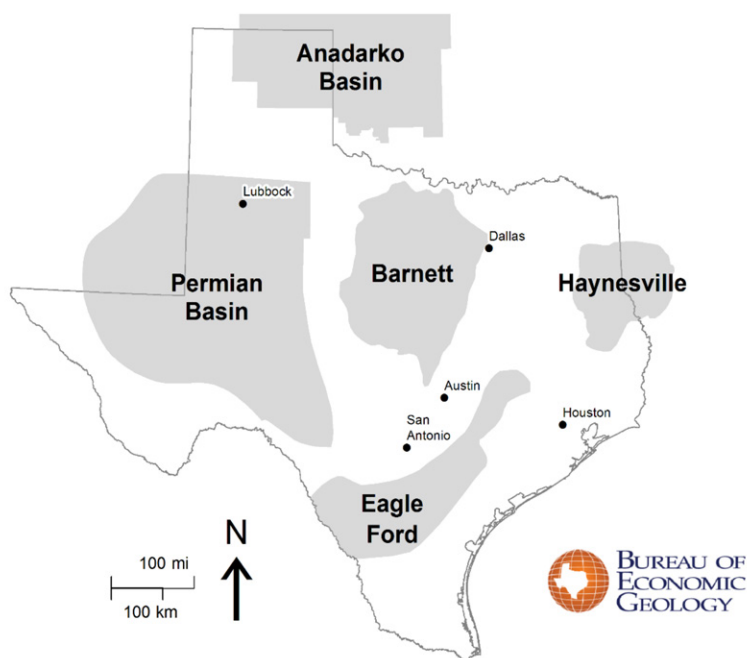 Anadarko
Basin
Lubbock
Dallas
Permian
Basin
Barnett
Haynesville
Austin
San
Antonio
Houston
Eagle
Ford
N
100 mi
100 km
BUREAU OF
ECONOMIC
GEOLOGY